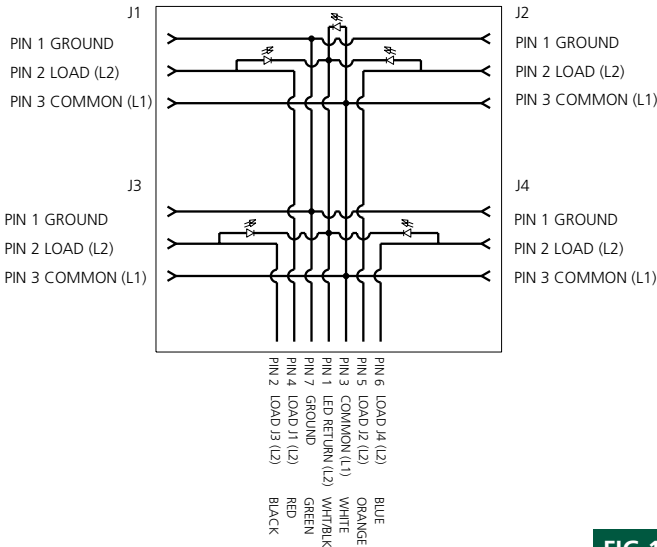 J1
J2
PIN 1 GROUND
PIN 1 GROUND
PIN 2 LOAD (L2)
PIN 2 LOAD (L2)
PIN 3 COMMON (L1)
PIN 3 COMMON (L1)
J3
J4
PIN 1 GROUND
PIN 1 GROUND
PIN 2 LOAD (L2)
PIN 2 LOAD (L2)
PIN 3 COMMON (L1)
PIN 3 COMMON (L1)
PIN 2 LOAD J3 (L2) BLACK
PIN 4 LOAD J1 (L2) RED
PIN 7 GROUND GREEN
PIN 1 LED RETURN (L2) WHT/BLK
PIN 3 COMMON (L1) WHITE
PIN 5 LOAD J2 (L2) ORANGE
PIN 6 LOAD J4 (L2) BLUE